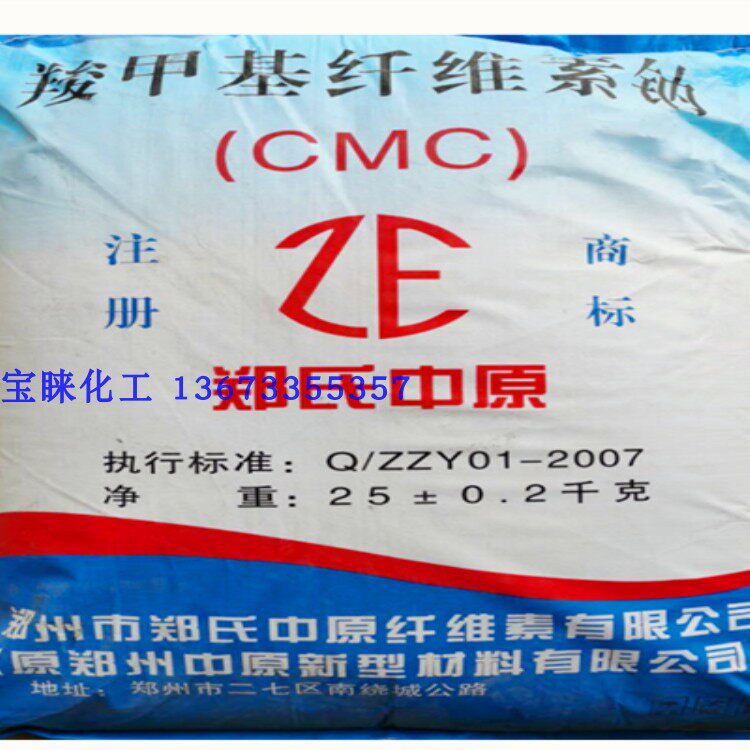 羧甲基纤维素钠
(CMC)
注册
商标
ZE
宝睐化工 13673355357
郑氏中原
执行标准：Q/ZZY01-2007
净 重：25±0.2千克
郑州市郑氏中原纤维素有限公司
(原郑州中原新型材料有限公司
地址：郑州市二七区南绕城公路